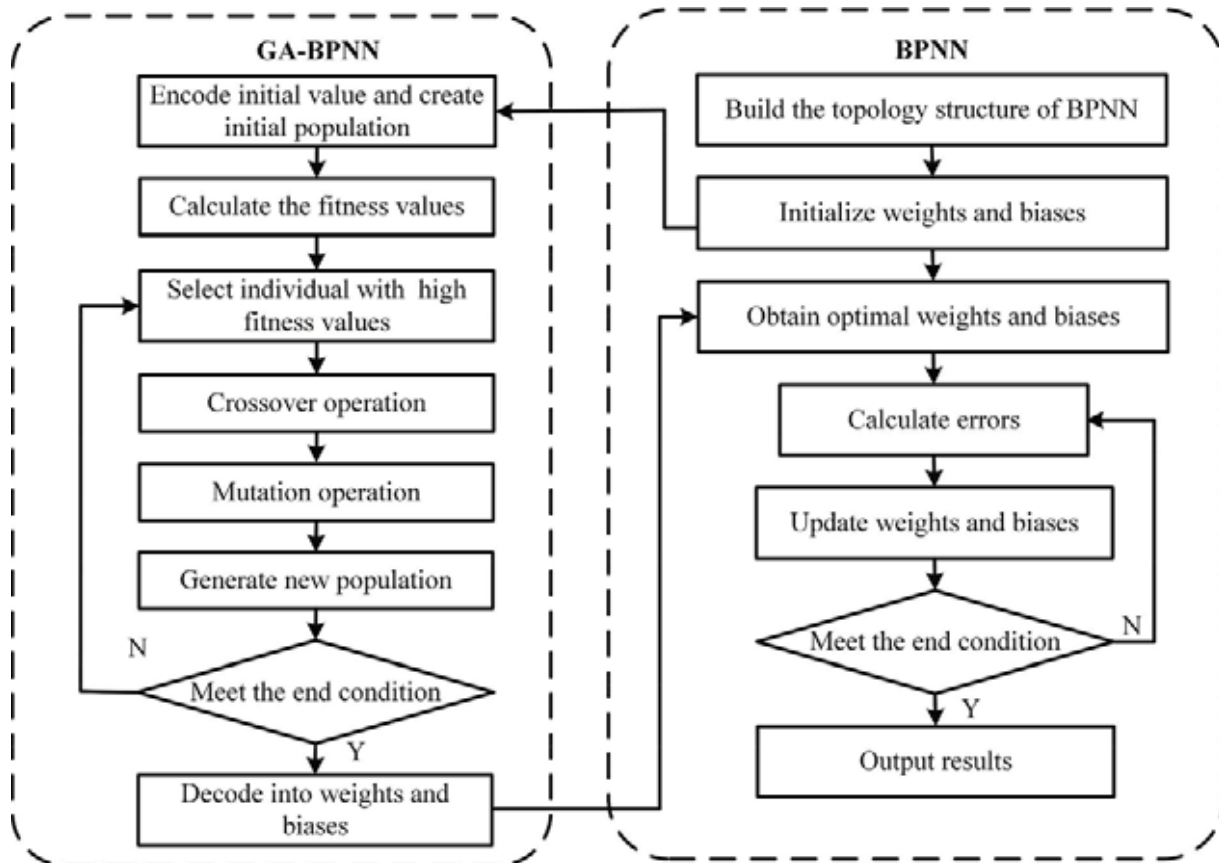 GA-BPNN
Encode initial value and create
initial population
Calculate the fitness values
Select individual with high
fitness values
Crossover operation
Mutation operation
Generate new population
N
Meet the end condition
Y
Decode into weights and
biases
BPNN
Build the topology structure of BPNN
Initialize weights and biases
Obtain optimal weights and biases
Calculate errors
Update weights and biases
Meet the end condition
N
Y
Output results